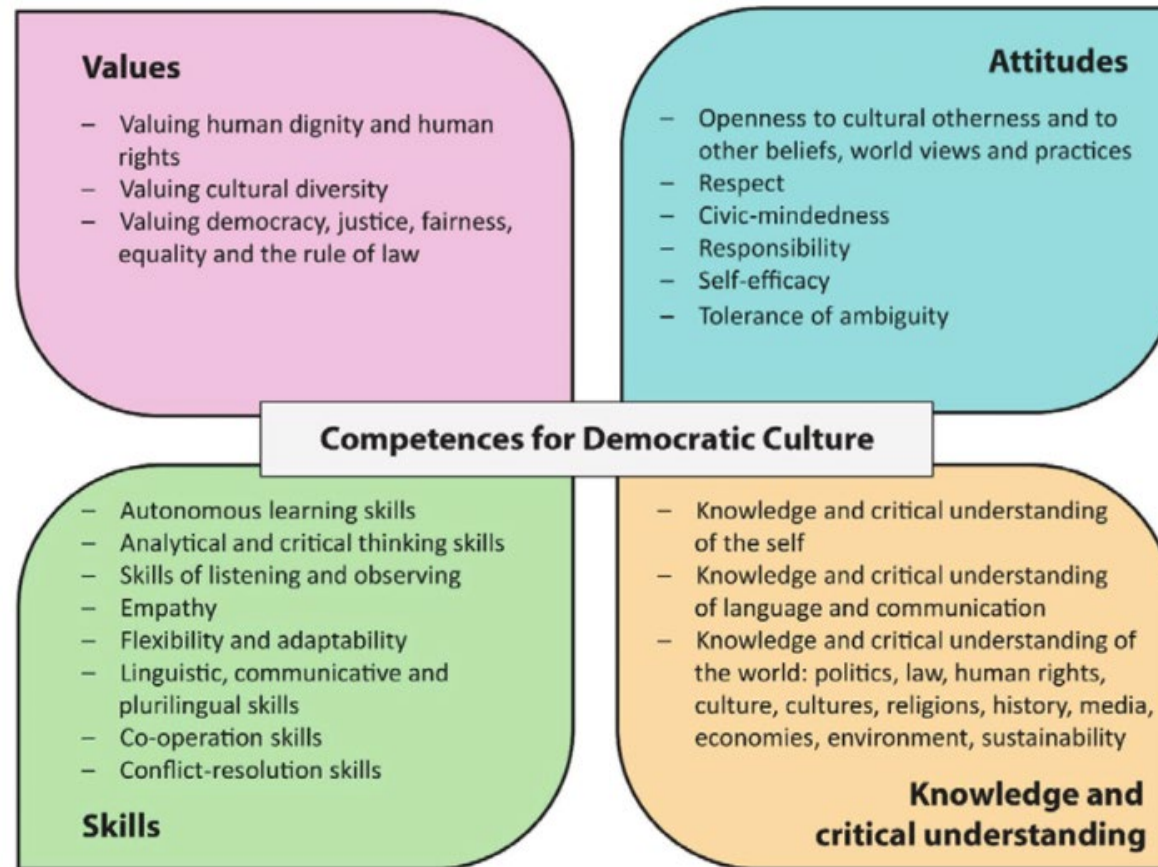 Values
– Valuing human dignity and human
rights
– Valuing cultural diversity
– Valuing democracy, justice, fairness,
equality and the rule of law
Attitudes
– Openness to cultural otherness and to
other beliefs, world views and practices
– Respect
– Civic-mindedness
– Responsibility
– Self-efficacy
– Tolerance of ambiguity
Competences for Democratic Culture
– Autonomous learning skills
– Analytical and critical thinking skills
– Skills of listening and observing
– Empathy
– Flexibility and adaptability
– Linguistic, communicative and
plurilingual skills
– Co-operation skills
– Conflict-resolution skills
Skills
– Knowledge and critical understanding
of the self
– Knowledge and critical understanding
of language and communication
– Knowledge and critical understanding of
the world: politics, law, human rights,
culture, cultures, religions, history, media,
economies, environment, sustainability
Knowledge and
critical understanding